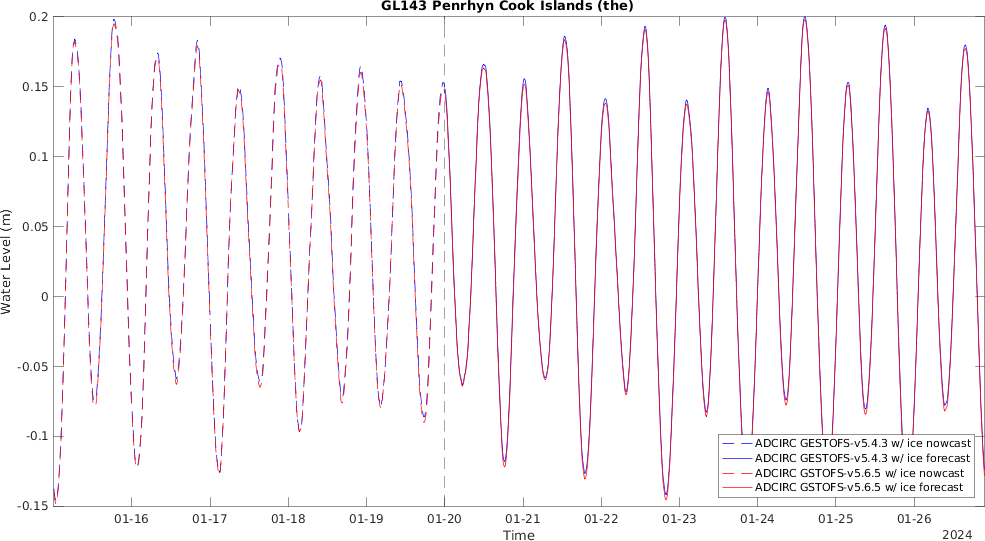 GL143 Penrhyn Cook Islands (the)
0.2
0.15
0.1
0.05
0
-0.05
-0.1
-0.15
Water Level (m)
ADCIRC GESTOFS-v5.4.3 w/ ice nowcast
ADCIRC GESTOFS-v5.4.3 w/ ice forecast
ADCIRC GSTOFS-v5.6.5 w/ ice nowcast
ADCIRC GSTOFS-v5.6.5 w/ ice forecast
01-16 01-17 01-18 01-19 01-20 01-21 01-22 01-23 01-24 01-25 01-26
Time
2024